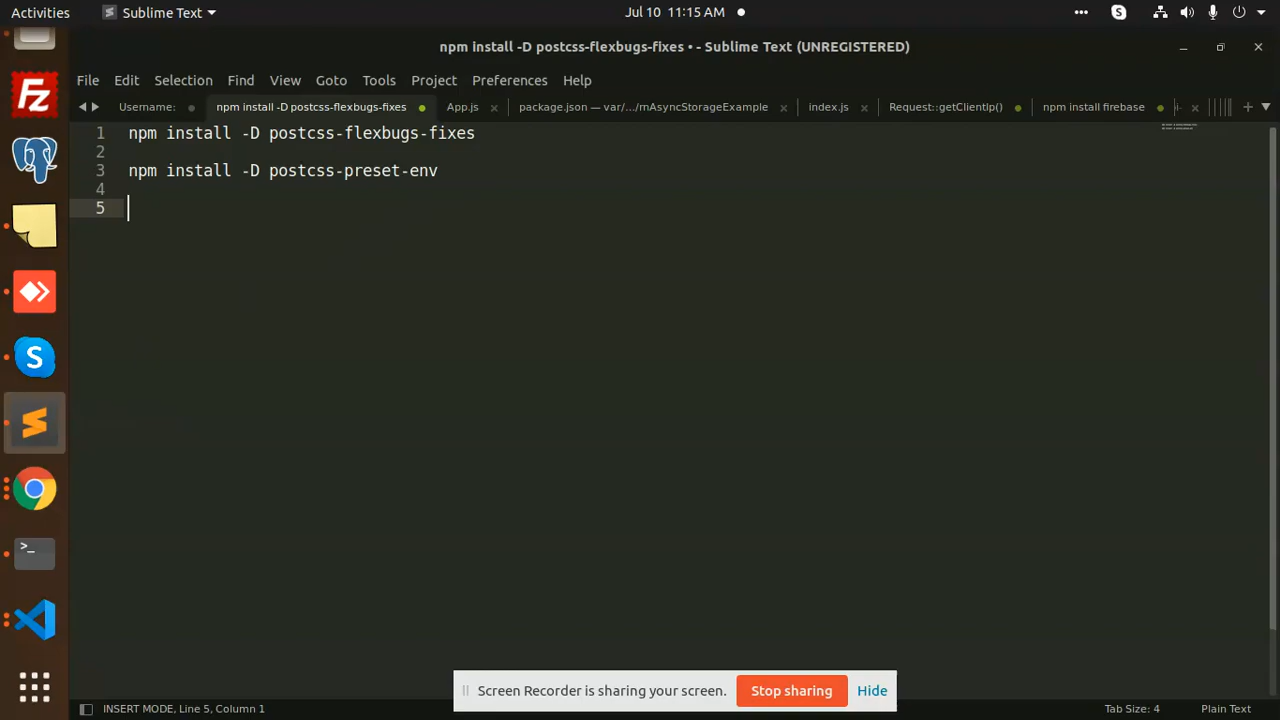 Activities
Sublime Text
Jul 10 11:15 AM
npm install -D postcss-flexbugs-fixes • - Sublime Text (UNREGISTERED)
File Edit Selection Find View Goto Tools Project Preferences Help
Username: npm install -D postcss-flexbugs-fixes App.js package.json — var/.../rnAsyncStorageExample index.js Request::getClientIp() npm install firebase
1 npm install -D postcss-flexbugs-fixes
2
3 npm install -D postcss-preset-env
4
5
Screen Recorder is sharing your screen. Stop sharing Hide
INSERT MODE, Line 5, Column 1 Tab Size: 4 Plain Text